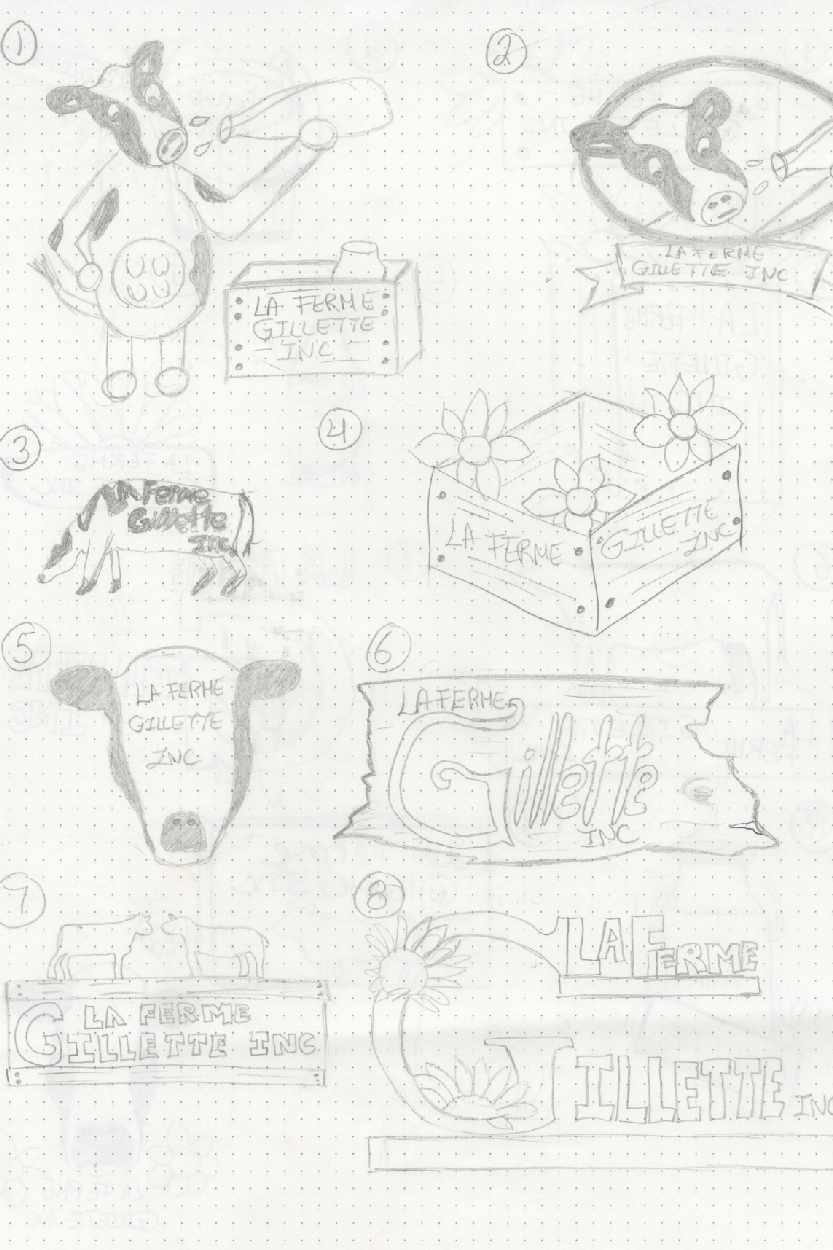 1
2
LA FERME
GILLETTE
INC
LA FERME
GILLETTE INC
3
4
La Ferme
Gillette
INC
LA FERME
GILLETTE
INC
5
6
LA FERME
GILLETTE
INC
LA FERME
Gillette
INC
7
8
LA FERME
GILLETTE INC
LA FERME
GILLETTE INC